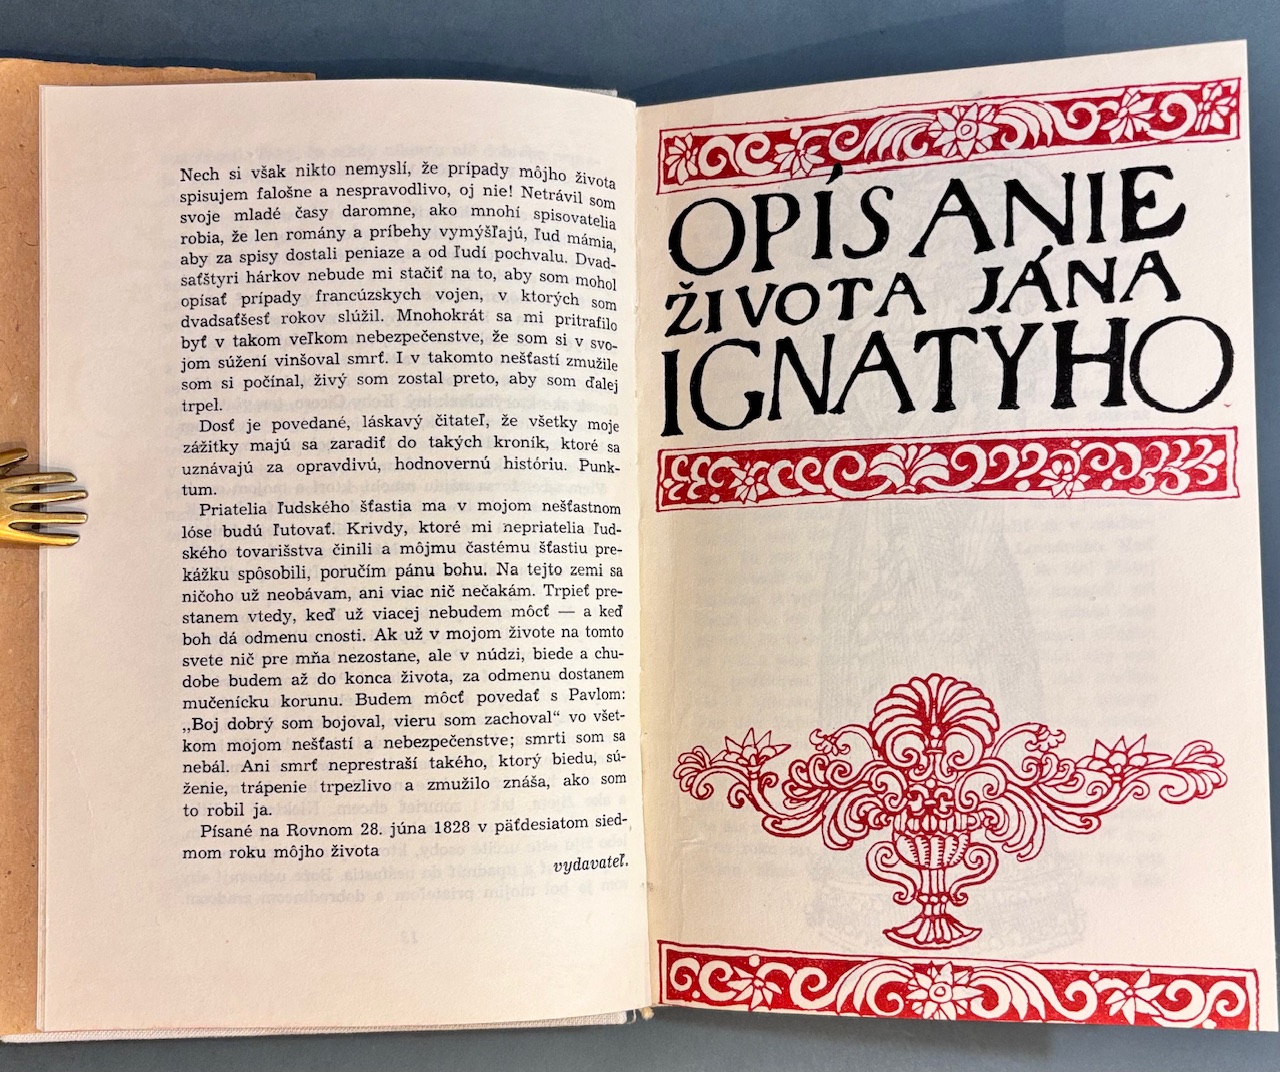 Nech si však nikto nemyslí, že prípady môjho života
spisujem falošne a nespravodlivo, oj nie! Netrávil som
svoje mladé časy daromne, ako mnohí spisovatelia
robia, že len romány a príbehy vymýšľajú, ľud mámia,
aby za spisy dostali peniaze a od ľudí pochvalu. Dvad-
saťštyri hárkov nebude mi stačiť na to, aby som mohol
opísať prípady francúzskych vojen, v ktorých som
dvadsaťšesť rokov slúžil. Mnohokrát sa mi pritrafilo
byť v takom veľkom nebezpečenstve, že som si v svo-
jom súžení vinšoval smrť. I v takomto nešťastí zmužile
som si počínal, živý som zostal preto, aby som ďalej
trpel.
Dosť je povedané, láskavý čitateľ, že všetky moje
zážitky majú sa zaradiť do takých kroník, ktoré sa
uznávajú za opravdivú, hodnovernú históriu. Punk-
tum.
Priatelia ľudského šťastia ma v mojom nešťastnom
lóse budú ľutovať. Krivdy, ktoré mi nepriatelia ľud-
ského tovarišstva činili a môjmu častému šťastiu pre-
kážku spôsobili, poručím pánu bohu. Na tejto zemi sa
ničoho už neobávam, ani viac nič nečakám. Trpieť pre-
stanem vtedy, keď už viacej nebudem môcť — a keď
boh dá odmenu cnosti. Ak už v mojom živote na tomto
svete nič pre mňa nezostane, ale v núdzi, biede a chu-
dobe budem až do konca života, za odmenu dostanem
mučenícku korunu. Budem môcť povedať s Pavlom:
„Boj dobrý som bojoval, vieru som zachoval“ vo všet-
kom mojom nešťastí a nebezpečenstve; smrti som sa
nebál. Ani smrť neprestraší takého, ktorý biedu, sú-
ženie, trápenie trpezlivo a zmužilo znáša, ako som
to robil ja.
Písané na Rovnom 28. júna 1828 v päťdesiatom sied-
mom roku môjho života
vydavateľ.
OPÍSANIE
ŽIVOTA JÁNA
IGNATYHO